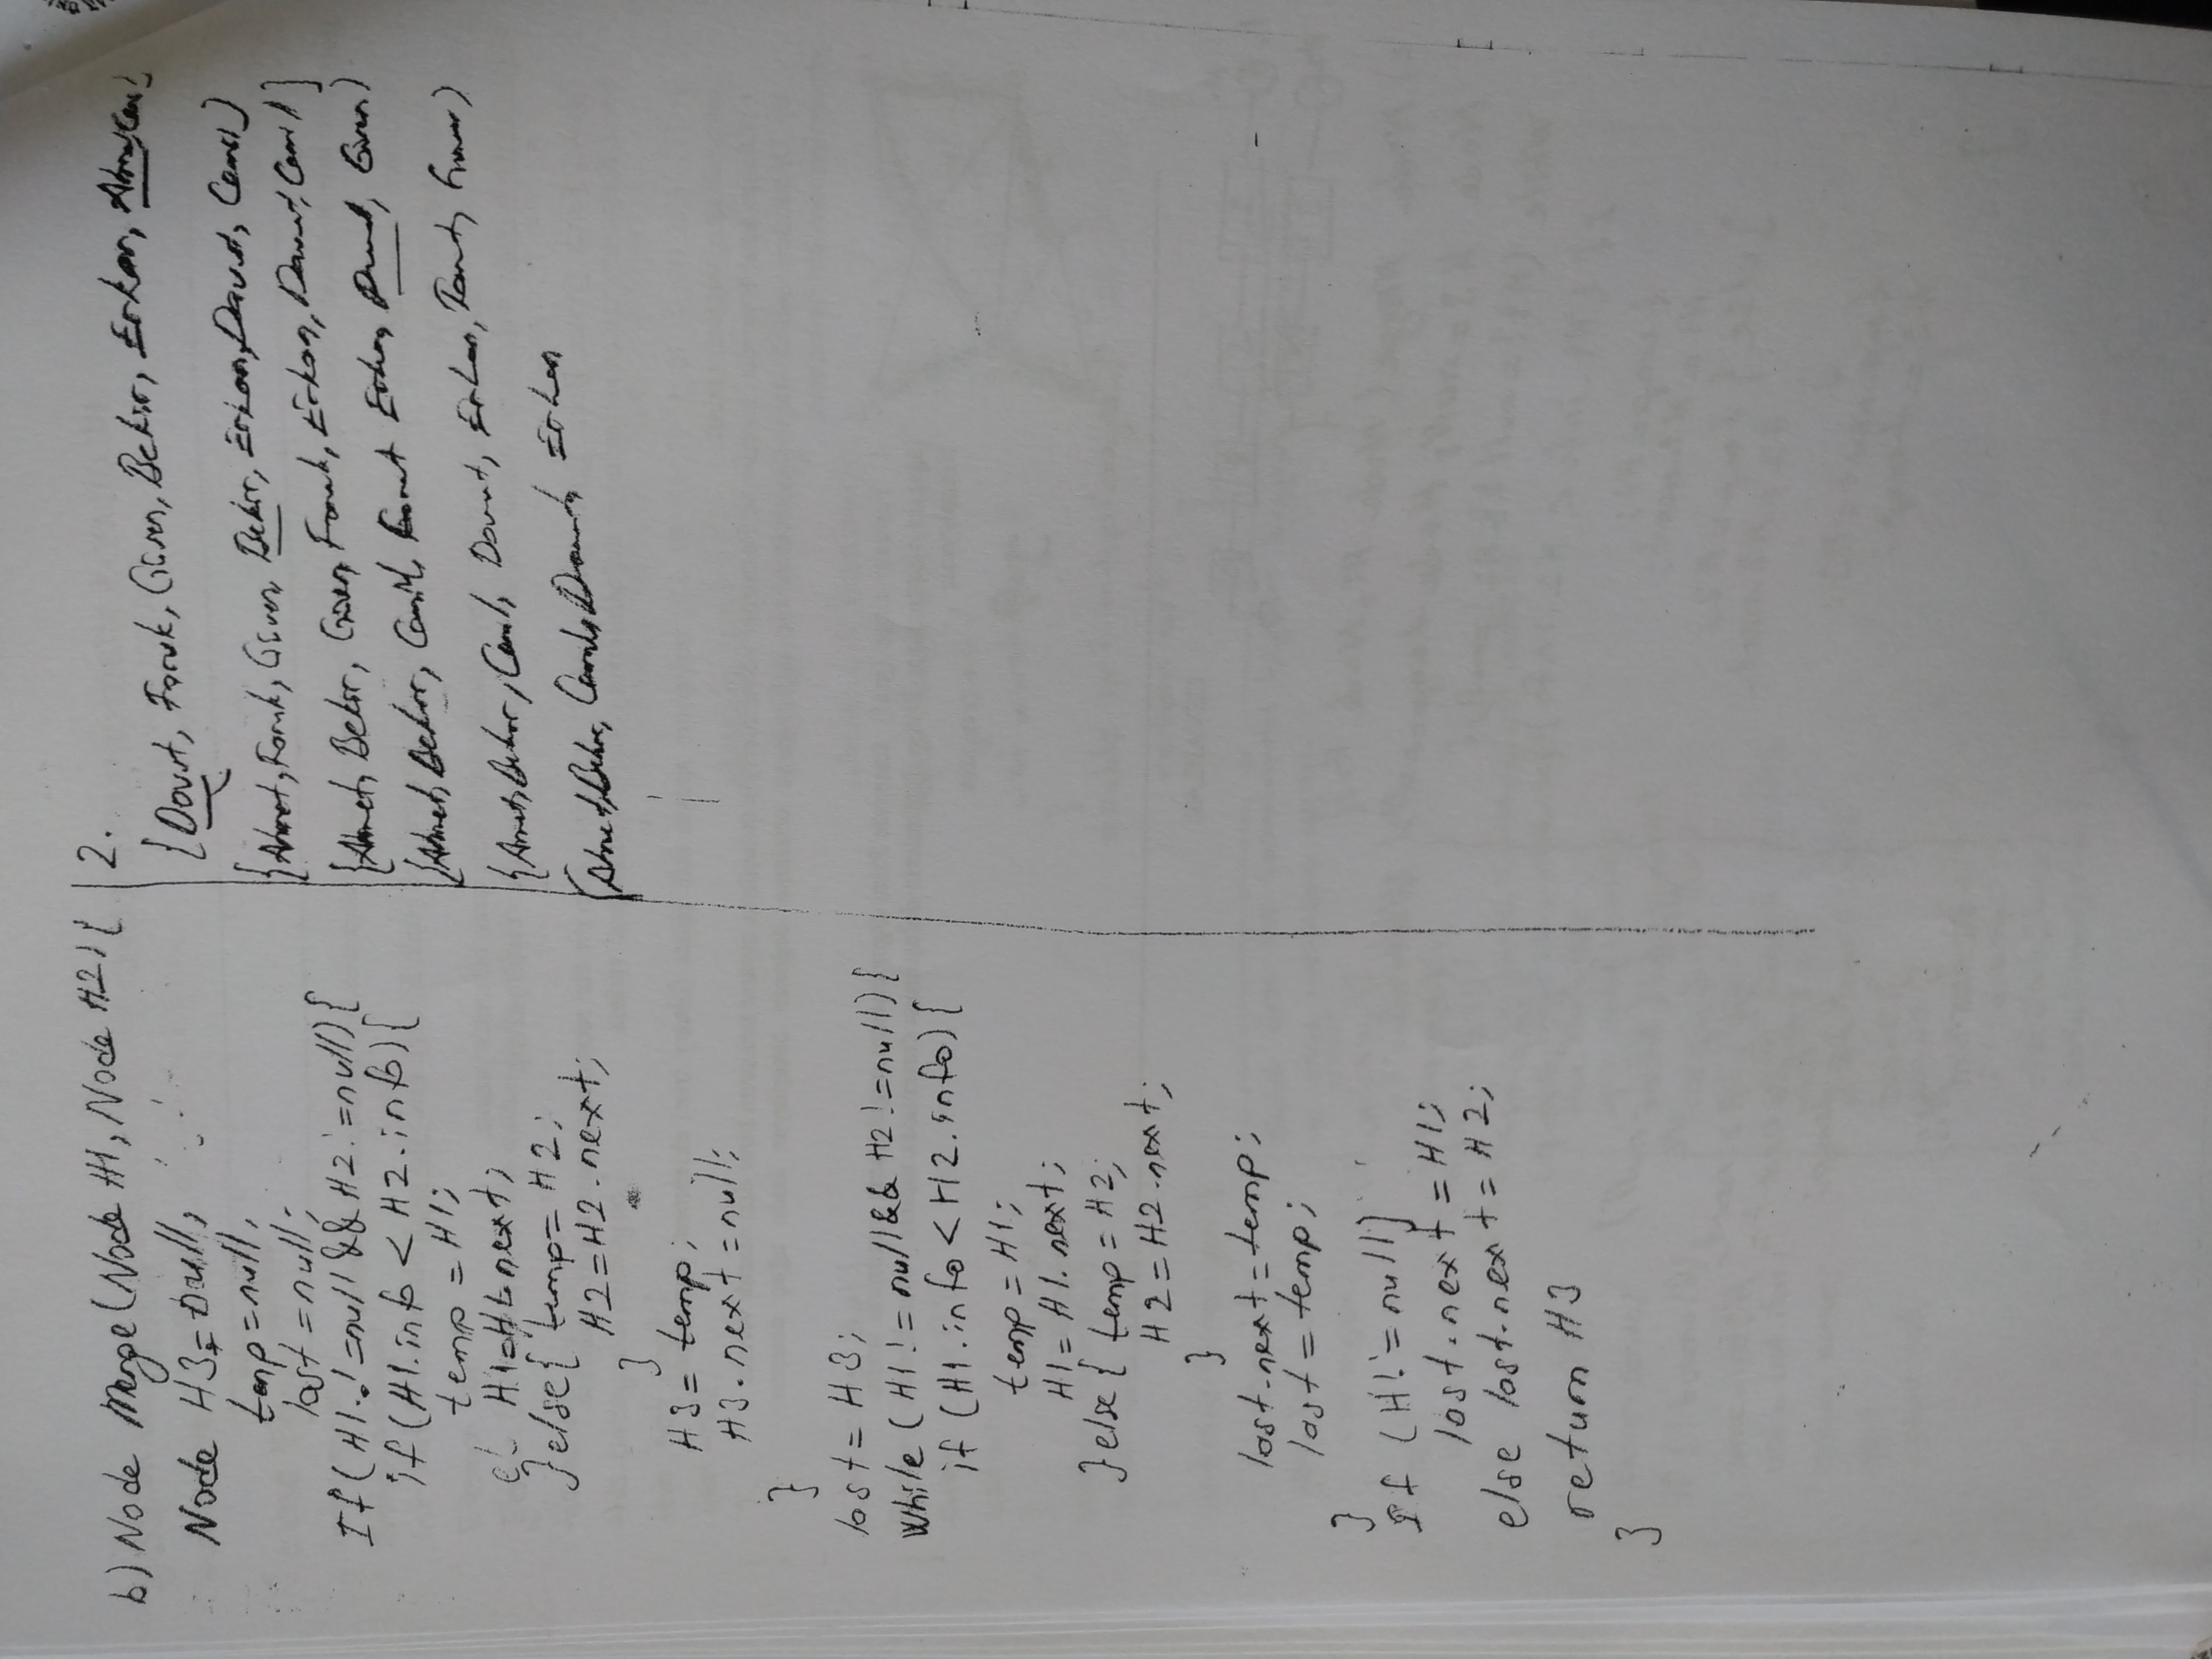 b) Node Merge(Node H1, Node H2){
Node H3=null,
temp=null,
last=null;
If(H1.!=null && H2!=null){
if(H1.info < H2.info){
temp = H1;
H1=H1.next;
}else{ temp= H2;
H2=H2.next;
}
H3= temp;
H3.next=null;
}
last= H3;
While (H1!=null&& H2!=null){
if (H1.info<H2.info){
temp=H1;
H1= H1.next;
}else{ temp= H2;
H2=H2.next;
}
last.next=temp;
last=temp;
}
If (H!=null)
last.next=H1;
else last.next=H2;
return H3
}
2.
{Davut, Faruk, Güven, Bekir, Erkan, Ahmet, Cemil
{Ahmet, Faruk, Güven, Bekir, Erkan, Davut, Cemil}
{Ahmet, Bekir, Güven, Faruk, Erkan, Davut, Cemil}
{Ahmet, Bekir, Cemil, Erkan, Davut, Güven}
{Ahmet, Bekir, Cemil, Davut, Erkan,
{Ahmet, Bekir, Cemil, Davut, Erkan